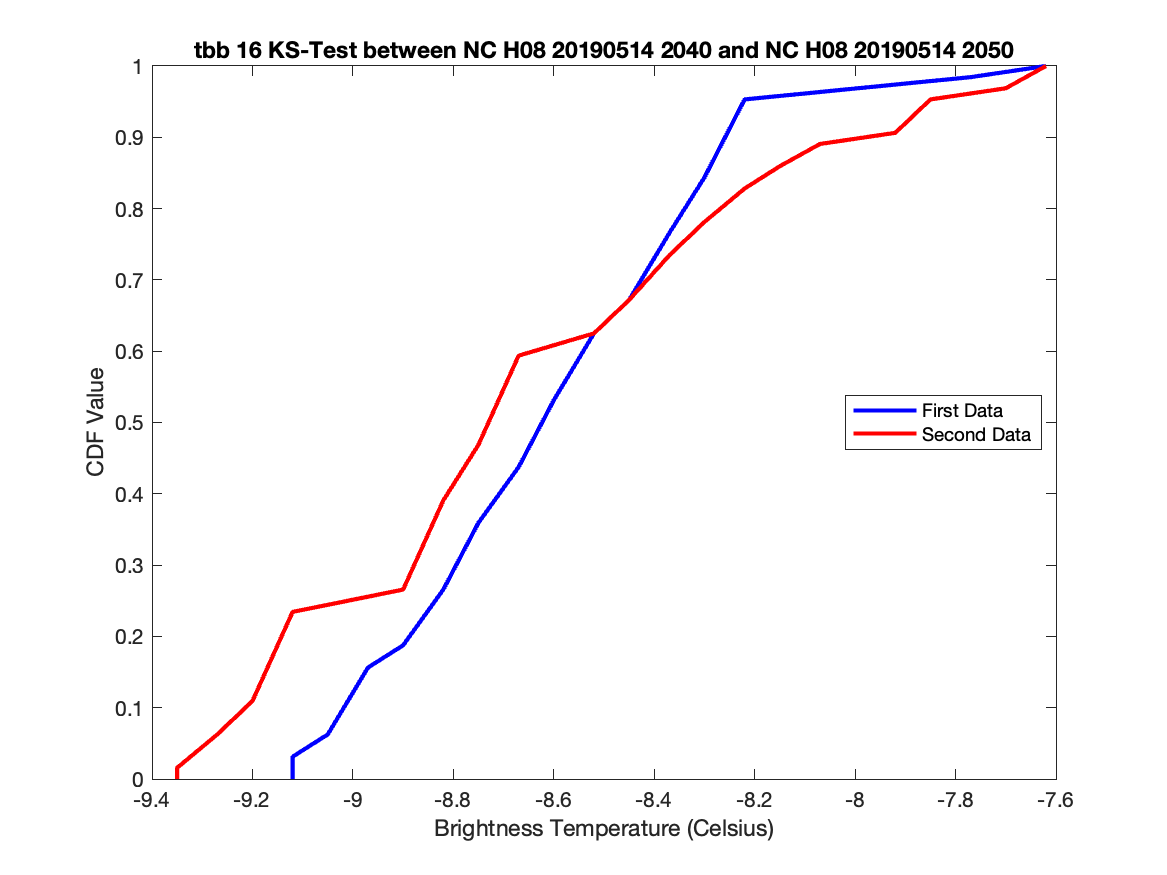 tbb 16 KS-Test between NC H08 20190514 2040 and NC H08 20190514 2050
1
0.9
0.8
0.7
0.6
0.5
0.4
0.3
0.2
0.1
0
CDF Value
First Data
Second Data
-9.4 -9.2 -9 -8.8 -8.6 -8.4 -8.2 -8 -7.8 -7.6
Brightness Temperature (Celsius)